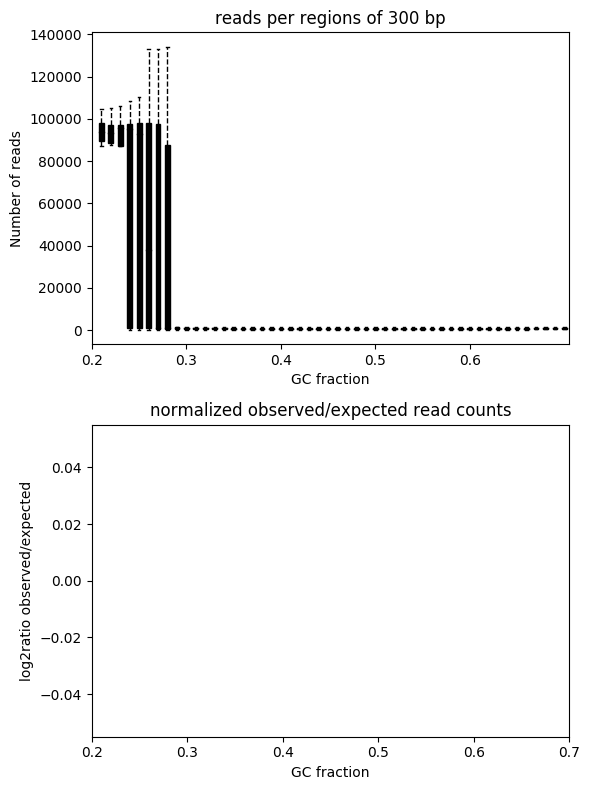 reads per regions of 300 bp
140000
120000
100000
80000
60000
40000
20000
0
Number of reads
0.2 0.3 0.4 0.5 0.6
GC fraction
normalized observed/expected read counts
0.04
0.02
0.00
−0.02
−0.04
log2ratio observed/expected
0.2 0.3 0.4 0.5 0.6 0.7
GC fraction